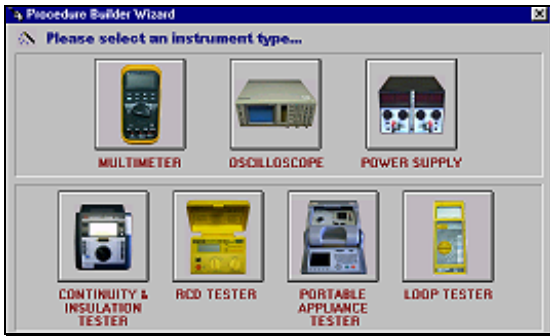 Procedure Builder Wizard
Please select an instrument type...
MULTIMETER
OSCILLOSCOPE
POWER SUPPLY
CONTINUITY &
INSULATION
TESTER
RCD TESTER
PORTABLE
APPLIANCE
TESTER
LOOP TESTER